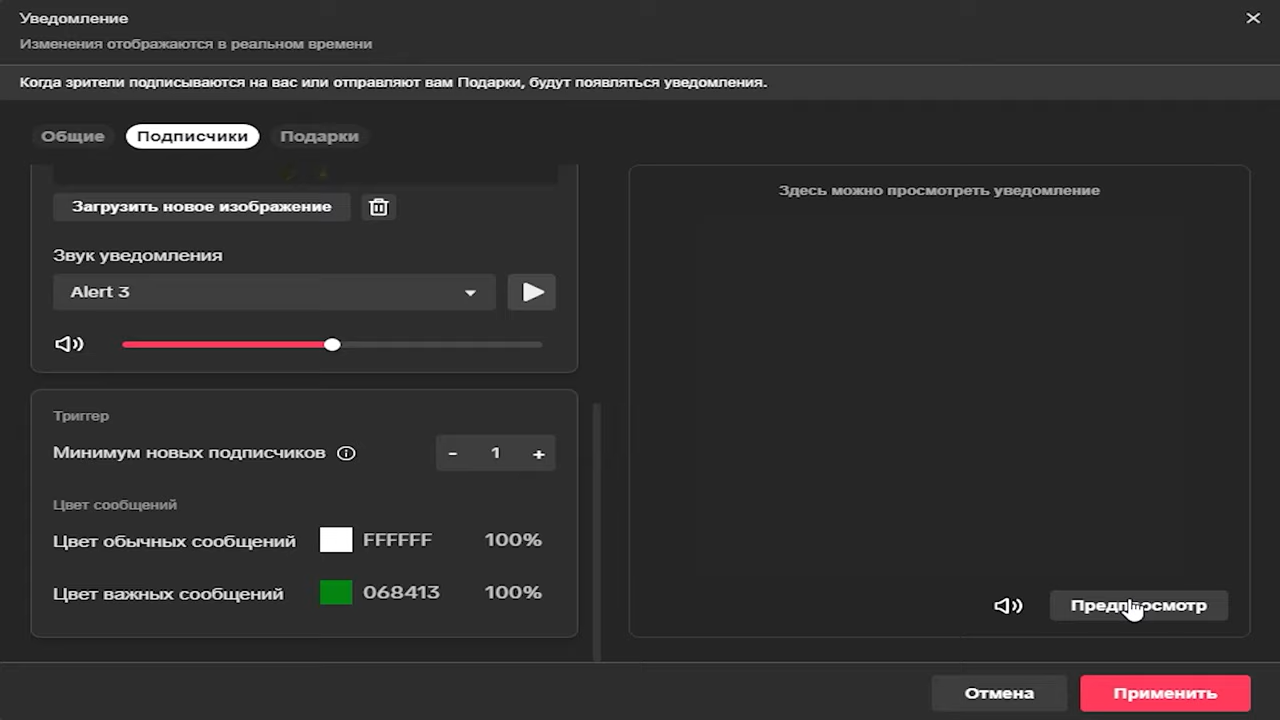 Уведомление
Изменения отображаются в реальном времени
Когда зрители подписываются на вас или отправляют вам Подарки, будут появляться уведомления.
Общие Подписчики Подарки
Загрузить новое изображение
Звук уведомления
Alert 3
Триггер
Минимум новых подписчиков - 1 +
Цвет сообщений
Цвет обычных сообщений FFFFFF 100%
Цвет важных сообщений 068413 100%
Здесь можно просмотреть уведомление
Предпросмотр
Отмена Применить